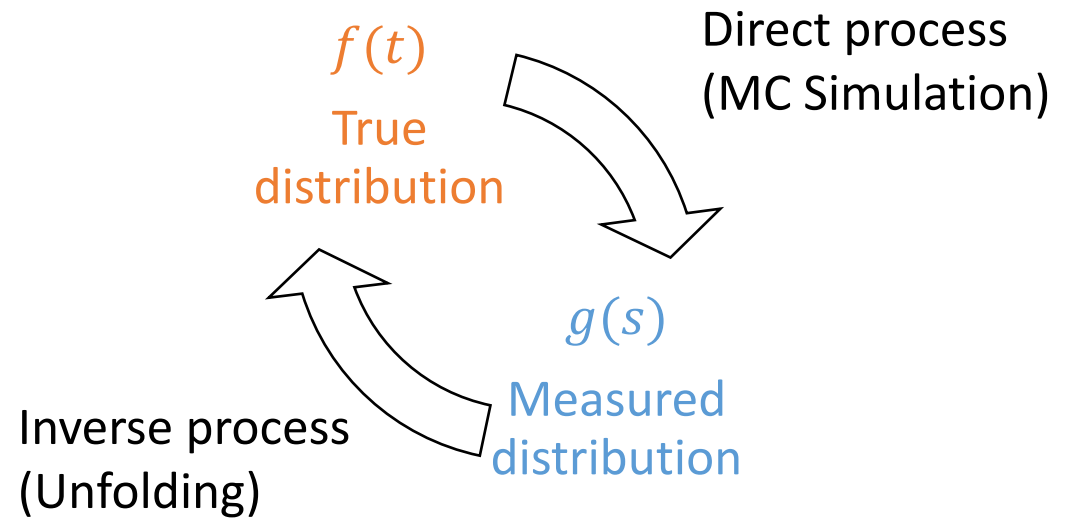 f(t)
True
distribution
Direct process
(MC Simulation)
g(s)
Measured
distribution
Inverse process
(Unfolding)